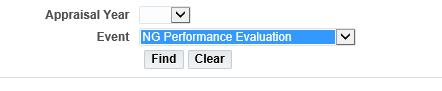 Appraisal Year
Event NG Performance Evaluation
Find Clear